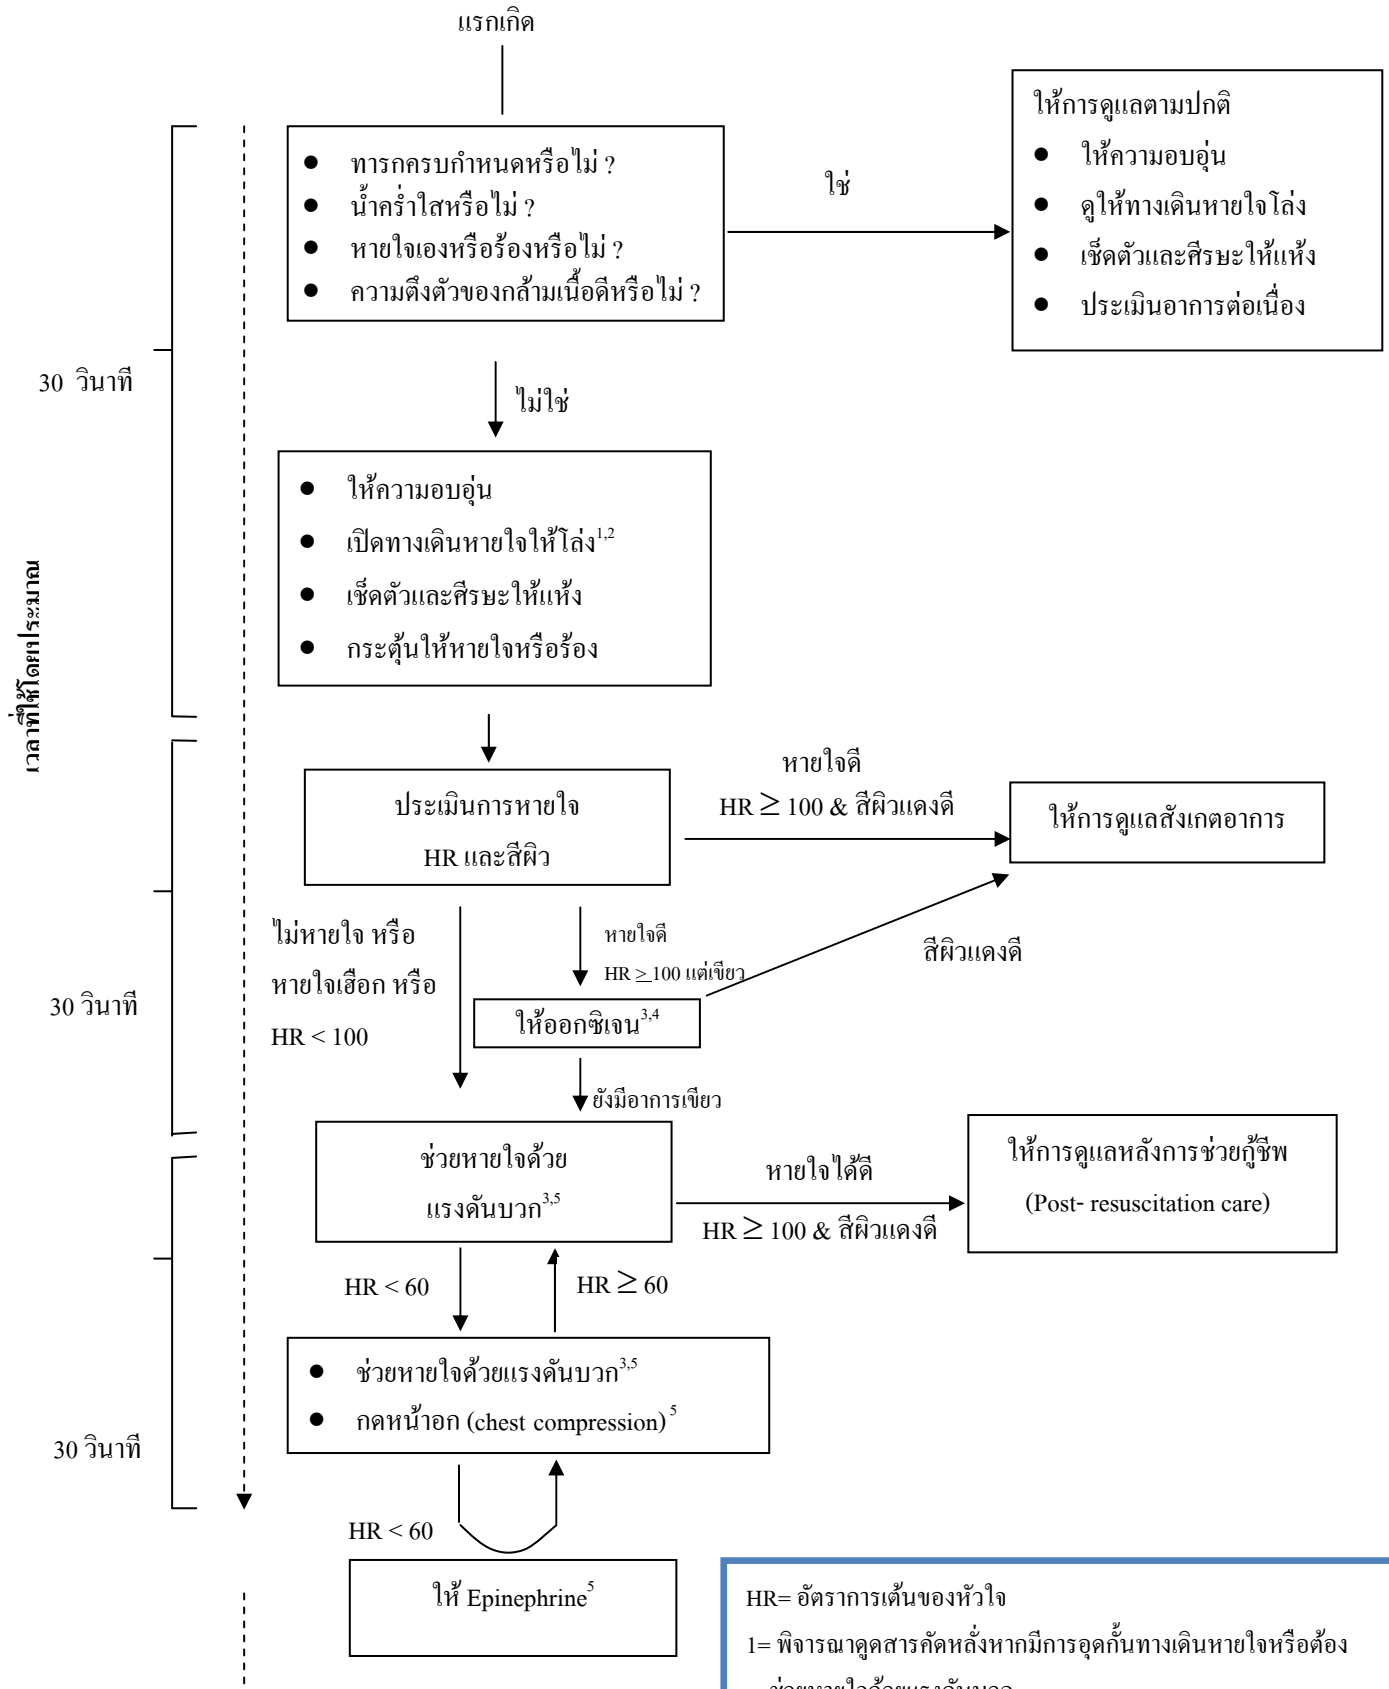 แรกเกิด
● ทารกครบกำหนดหรือไม่ ?
● น้ำคร่ำใสหรือไม่ ?
● หายใจเองหรือร้องหรือไม่ ?
● ความตึงตัวของกล้ามเนื้อดีหรือไม่ ?
ใช่
ให้การดูแลตามปกติ
● ให้ความอบอุ่น
● ดูให้ทางเดินหายใจโล่ง
● เช็ดตัวและศีรษะให้แห้ง
● ประเมินอาการต่อเนื่อง
30 วินาที
ไม่ใช่
● ให้ความอบอุ่น
● เปิดทางเดินหายใจให้โล่ง1,2
● เช็ดตัวและศีรษะให้แห้ง
● กระตุ้นให้หายใจหรือร้อง
เวลาที่ใช้โดยประมาณ
ประเมินการหายใจ
HR และสีผิว
หายใจดี
HR ≥ 100 & สีผิวแดงดี
ให้การดูแลสังเกตอาการ
ไม่หายใจ หรือ
หายใจเฮือก หรือ
HR < 100
หายใจดี
HR ≥ 100 แต่เขียว
สีผิวแดงดี
30 วินาที
ให้ออกซิเจน3,4
ยังมีอาการเขียว
ช่วยหายใจด้วย
แรงดันบวก3,5
หายใจได้ดี
HR ≥ 100 & สีผิวแดงดี
ให้การดูแลหลังการช่วยกู้ชีพ
(Post- resuscitation care)
HR < 60
HR ≥ 60
● ช่วยหายใจด้วยแรงดันบวก3,5
● กดหน้าอก (chest compression)5
30 วินาที
HR < 60
ให้ Epinephrine5
HR= อัตราการเต้นของหัวใจ
1= พิจารณาดูดสารคัดหลั่งหากมีการอุดกั้นทางเดินหายใจหรือต้อง
ช่วยหายใจด้วยแรงดันบวก